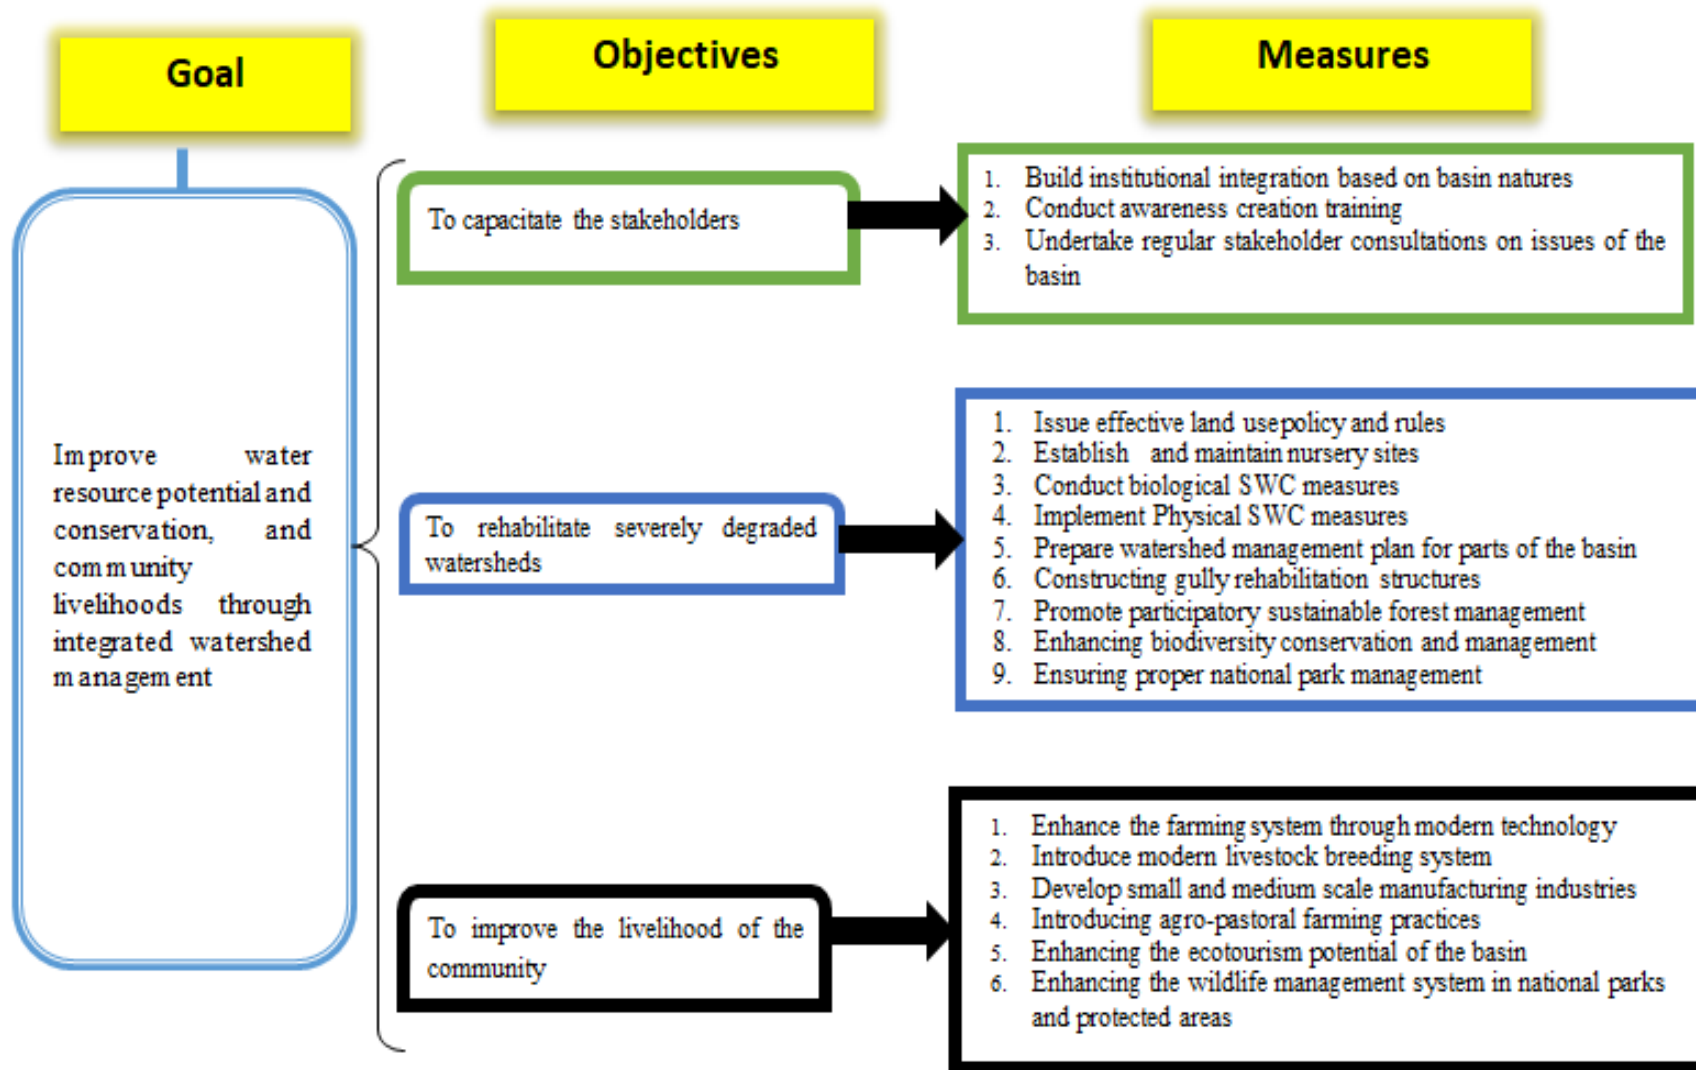 Goal
Objectives
Measures
Improve water
resource potential and
conservation, and
community
livelihoods through
integrated watershed
management
To capacitate the stakeholders
1. Build institutional integration based on basin natures
2. Conduct awareness creation training
3. Undertake regular stakeholder consultations on issues of the
basin
To rehabilitate severely degraded
watersheds
1. Issue effective land use policy and rules
2. Establish and maintain nursery sites
3. Conduct biological SWC measures
4. Implement Physical SWC measures
5. Prepare watershed management plan for parts of the basin
6. Constructing gully rehabilitation structures
7. Promote participatory sustainable forest management
8. Enhancing biodiversity conservation and management
9. Ensuring proper national park management
To improve the livelihood of the
community
1. Enhance the farming system through modern technology
2. Introduce modern livestock breeding system
3. Develop small and medium scale manufacturing industries
4. Introducing agro-pastoral farming practices
5. Enhancing the ecotourism potential of the basin
6. Enhancing the wildlife management system in national parks
and protected areas